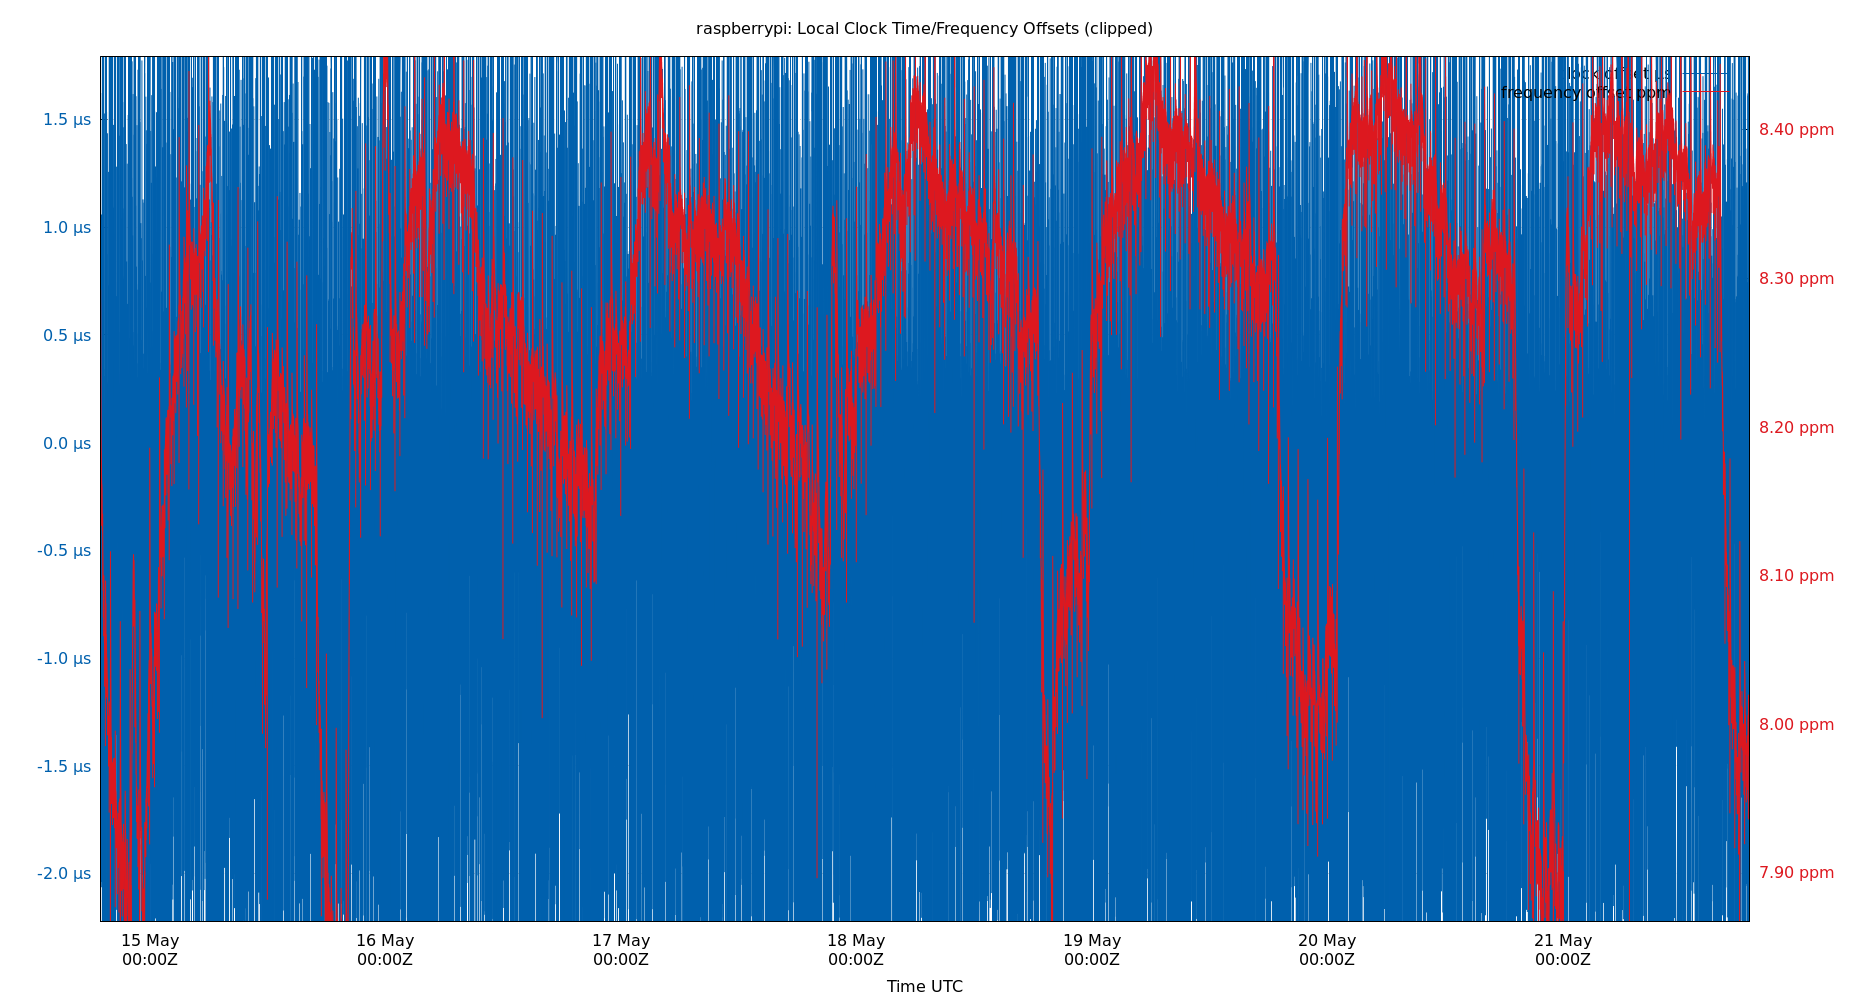 raspberrypi: Local Clock Time/Frequency Offsets (clipped)
clock offset µs
frequency offset ppm
1.5 µs
1.0 µs
0.5 µs
0.0 µs
-0.5 µs
-1.0 µs
-1.5 µs
-2.0 µs
8.40 ppm
8.30 ppm
8.20 ppm
8.10 ppm
8.00 ppm
7.90 ppm
15 May 16 May 17 May 18 May 19 May 20 May 21 May
00:00Z 00:00Z 00:00Z 00:00Z 00:00Z 00:00Z 00:00Z
Time UTC